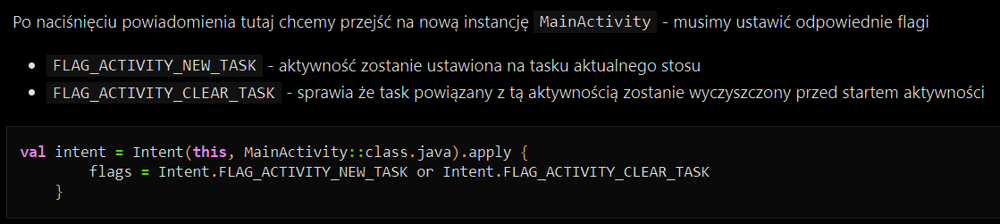 Po naciśnięciu powiadomienia tutaj chcemy przejść na nową instancję MainActivity - musimy ustawić odpowiednie flagi
• FLAG_ACTIVITY_NEW_TASK - aktywność zostanie ustawiona na tasku aktualnego stosu
• FLAG_ACTIVITY_CLEAR_TASK - sprawia że task powiązany z tą aktywnością zostanie wyczyszczony przed startem aktywności
val intent = Intent(this, MainActivity::class.java).apply {
        flags = Intent.FLAG_ACTIVITY_NEW_TASK or Intent.FLAG_ACTIVITY_CLEAR_TASK
    }